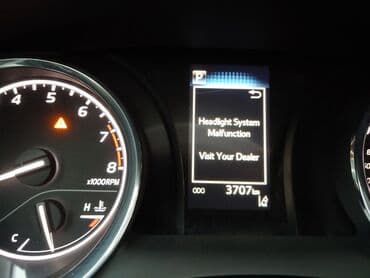 P
4 5 6 7 8
x1000RPM
H
C
Headlight System
Malfunction
Visit Your Dealer
3707 km